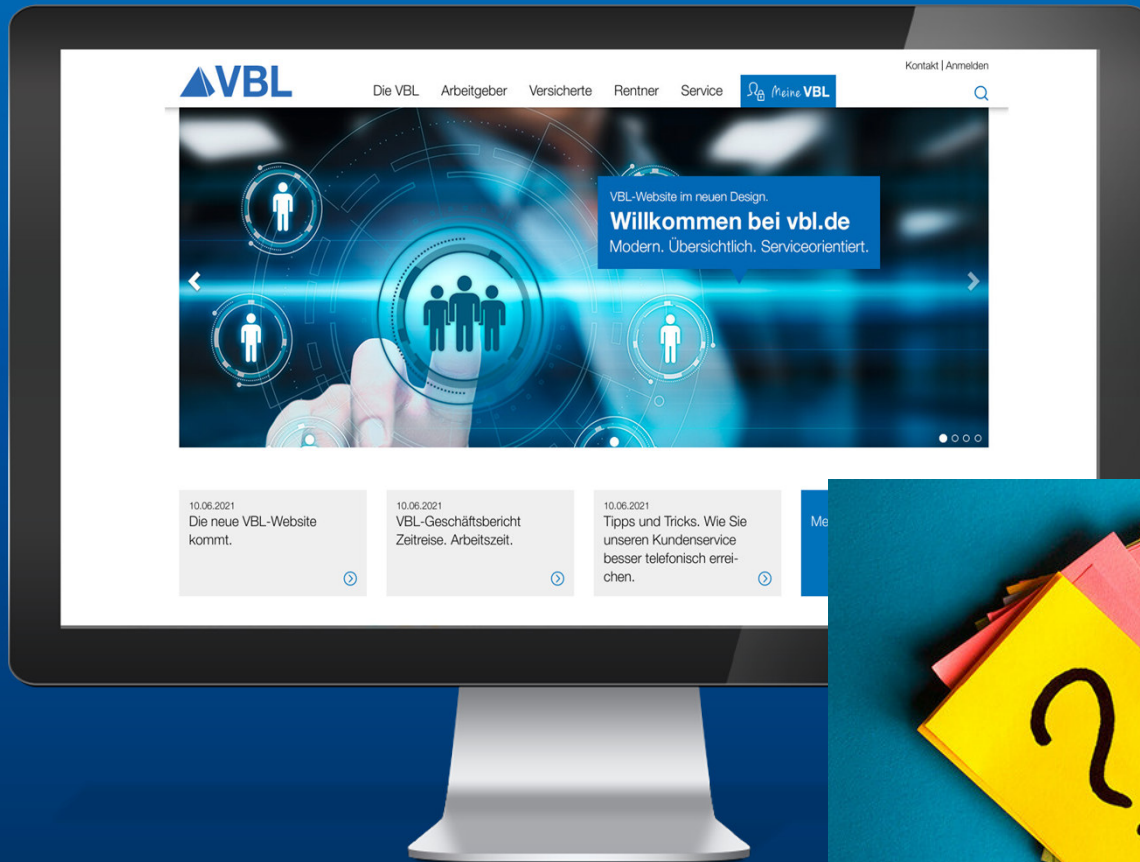 Kontakt | Anmelden
VBL
Die VBL Arbeitgeber Versicherte Rentner Service Meine VBL
VBL-Website im neuen Design.
Willkommen bei vbl.de
Modern. Übersichtlich. Serviceorientiert.
10.06.2021
Die neue VBL-Website
kommt.
10.06.2021
VBL-Geschäftsbericht
Zeitreise. Arbeitszeit.
10.06.2021
Tipps und Tricks. Wie Sie
unseren Kundenservice
besser telefonisch errei-
chen.
Me
?